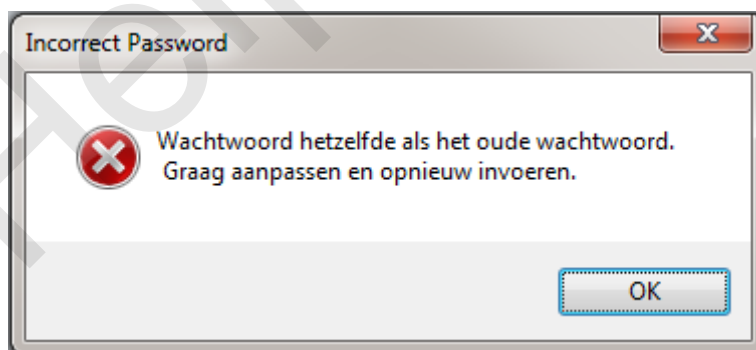 Incorrect Password
Wachtwoord hetzelfde als het oude wachtwoord.
Graag aanpassen en opnieuw invoeren.
OK